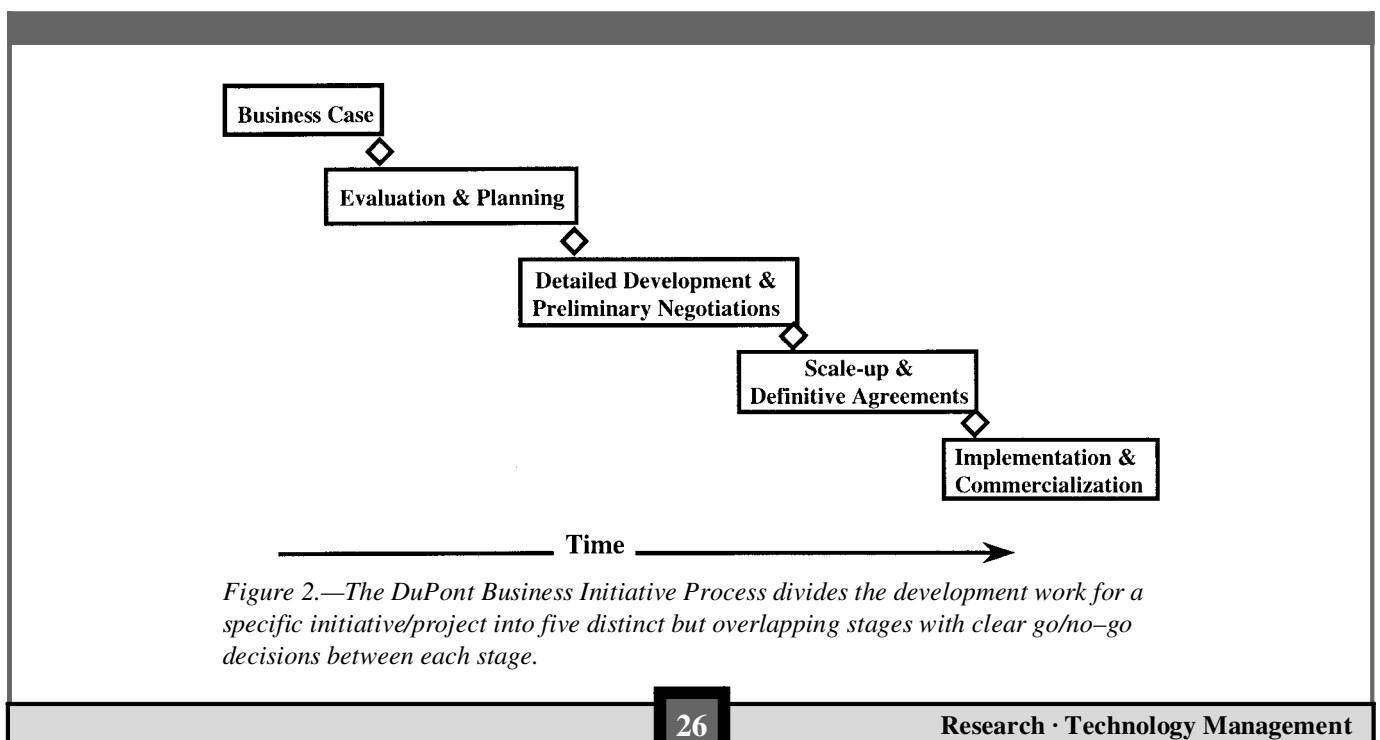 Business Case
Evaluation & Planning
Detailed Development &
Preliminary Negotiations
Scale-up &
Definitive Agreements
Implementation &
Commercialization
Time
Figure 2.—The DuPont Business Initiative Process divides the development work for a
specific initiative/project into five distinct but overlapping stages with clear go/no–go
decisions between each stage.
26
Research · Technology Management